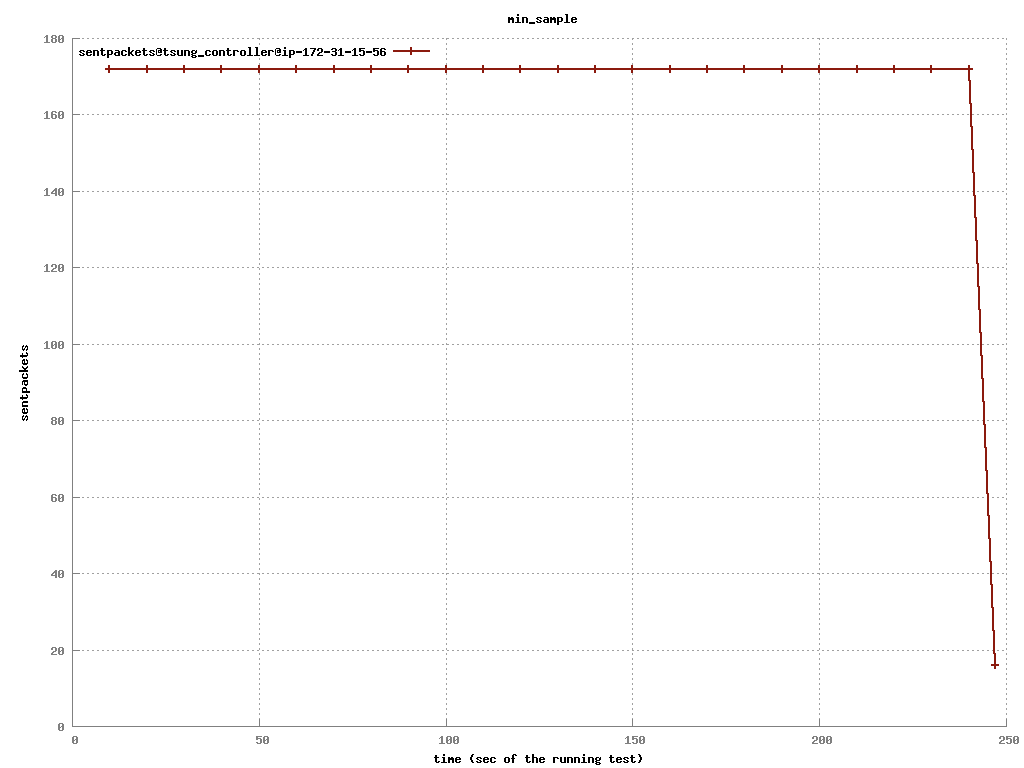 min_sample
sentpackets@tsung_controller@ip-172-31-15-56
180
160
140
120
100
80
60
40
20
0
sentpackets
0 50 100 150 200 250
time (sec of the running test)